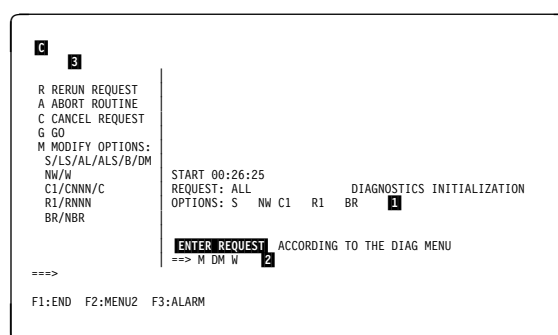 C
3
R RERUN REQUEST
A ABORT ROUTINE
C CANCEL REQUEST
G GO
M MODIFY OPTIONS:
S/LS/AL/ALS/B/DM
NW/W START 00:26:25
C1/CNNN/C REQUEST: ALL DIAGNOSTICS INITIALIZATION
R1/RNNN OPTIONS: S NW C1 R1 BR 1
BR/NBR
ENTER REQUEST ACCORDING TO THE DIAG MENU
==> M DM W 2
===>
F1:END F2:MENU2 F3:ALARM